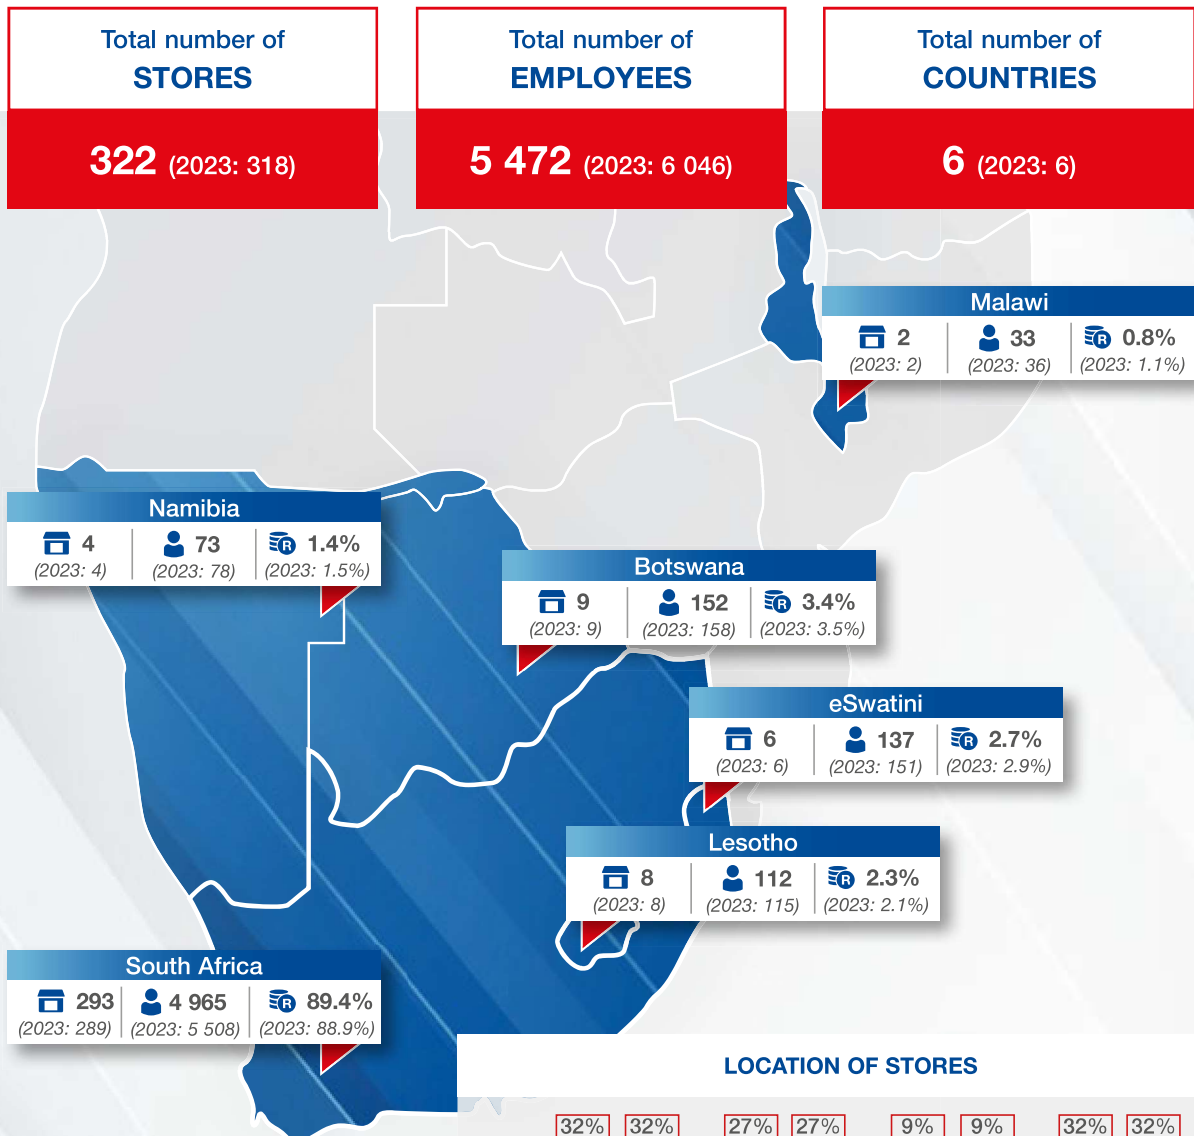 Total number of
STORES
322 (2023: 318)
Total number of
EMPLOYEES
5 472 (2023: 6 046)
Total number of
COUNTRIES
6 (2023: 6)
Malawi
2 33 0.8%
(2023: 2) (2023: 36) (2023: 1.1%)
Namibia
4 73 1.4%
(2023: 4) (2023: 78) (2023: 1.5%)
Botswana
9 152 3.4%
(2023: 9) (2023: 158) (2023: 3.5%)
eSwatini
6 137 2.7%
(2023: 6) (2023: 151) (2023: 2.9%)
Lesotho
8 112 2.3%
(2023: 8) (2023: 115) (2023: 2.1%)
South Africa
293 4 965 89.4%
(2023: 289) (2023: 5 508) (2023: 88.9%)
LOCATION OF STORES
32% 32% 27% 27% 9% 9% 32% 32%